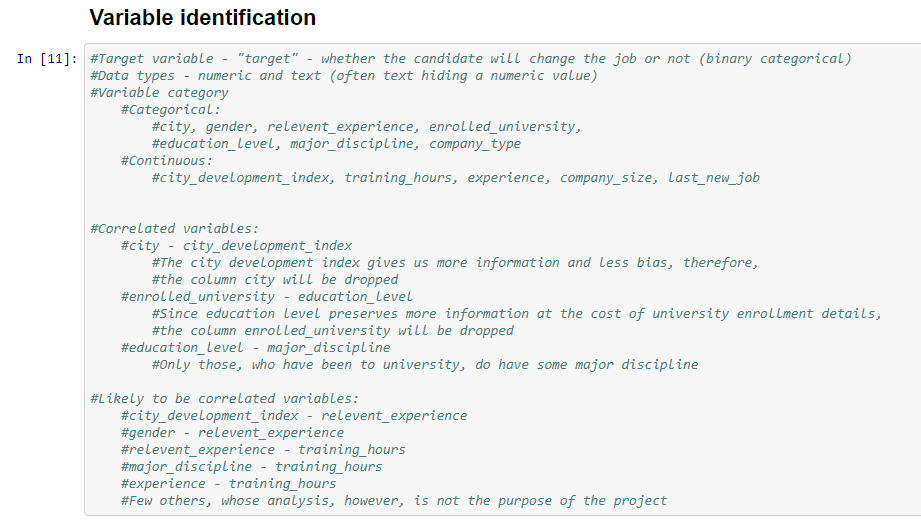 Variable identification
In [11]: #Target variable - "target" - whether the candidate will change the job or not (binary categorical)
#Data types - numeric and text (often text hiding a numeric value)
#Variable category
#Categorical:
#city, gender, relevent_experience, enrolled_university,
#education_level, major_discipline, company_type
#Continuous:
#city_development_index, training_hours, experience, company_size, last_new_job
#Correlated variables:
#city - city_development_index
#The city development index gives us more information and less bias, therefore,
#the column city will be dropped
#enrolled_university - education_level
#Since education level preserves more information at the cost of university enrollment details,
#the column enrolled_university will be dropped
#education_level - major_discipline
#Only those, who have been to university, do have some major discipline
#Likely to be correlated variables:
#city_development_index - relevent_experience
#gender - relevent_experience
#relevent_experience - training_hours
#major_discipline - training_hours
#experience - training_hours
#Few others, whose analysis, however, is not the purpose of the project